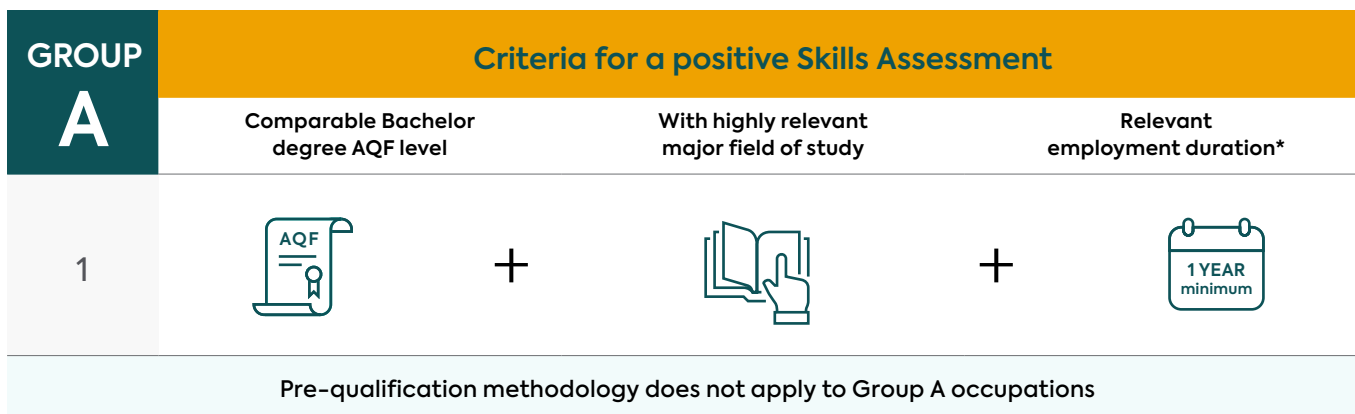 GROUP
A
Criteria for a positive Skills Assessment
Comparable Bachelor
degree AQF level
With highly relevant
major field of study
Relevant
employment duration*
1
AQF
+
+
1 YEAR
minimum
Pre-qualification methodology does not apply to Group A occupations